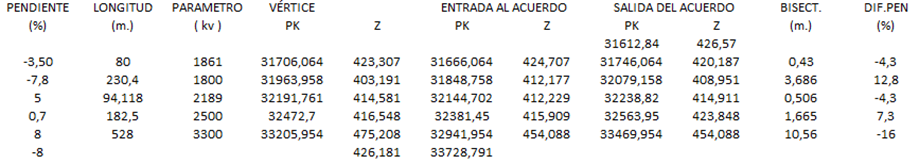 PENDIENTE LONGITUD PARAMETRO VÉRTICE ENTRADA AL ACUERDO SALIDA DEL ACUERDO BISECT. DIF.PEN
(%) (m.) ( kv ) PK Z PK Z PK Z (m.) (%)
31612,84 426,57
-3,50 80 1861 31706,064 423,307 31666,064 424,707 31746,064 420,187 0,43 -4,3
-7,8 230,4 1800 31963,958 403,191 31848,758 412,177 32079,158 408,951 3,686 12,8
5 94,118 2189 32191,761 414,581 32144,702 412,229 32238,82 414,911 0,506 -4,3
0,7 182,5 2500 32472,7 416,548 32381,45 415,909 32563,95 423,848 1,665 7,3
8 528 3300 33205,954 475,208 32941,954 454,088 33469,954 454,088 10,56 -16
-8 426,181 33728,791